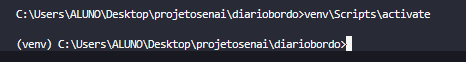 C:\Users\ALUNO\Desktop\projetosenai\diariobordo>venv\Scripts\activate
(venv) C:\Users\ALUNO\Desktop\projetosenai\diariobordo>